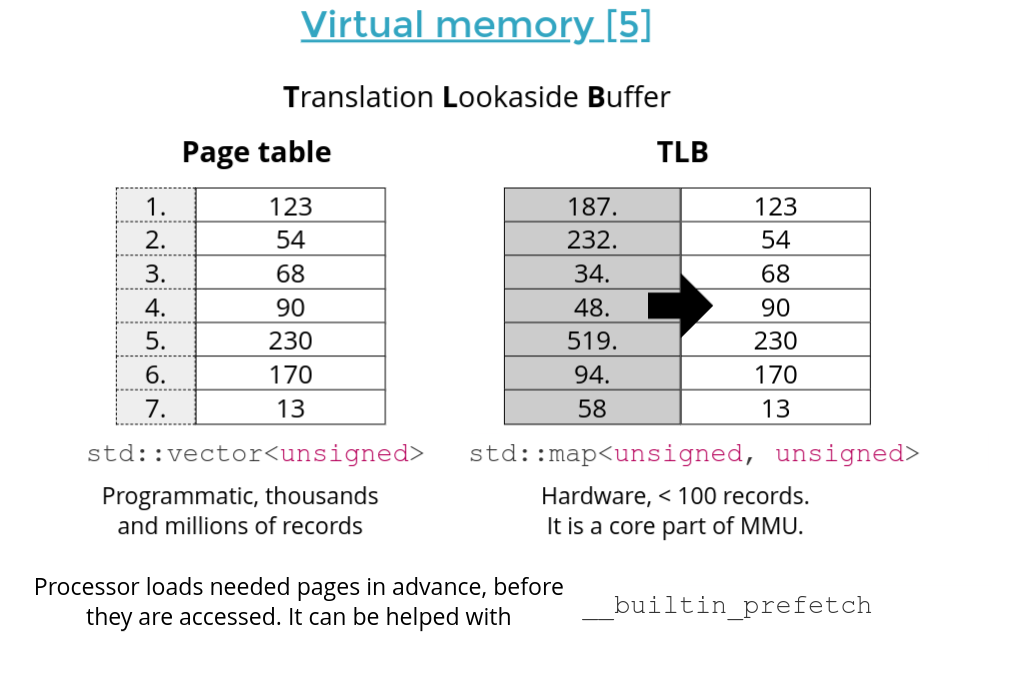 Virtual memory [5]
Translation Lookaside Buffer
Page table
1. 123
2. 54
3. 68
4. 90
5. 230
6. 170
7. 13
std::vector<unsigned>
Programmatic, thousands
and millions of records
TLB
187. 123
232. 54
34. 68
48. 90
519. 230
94. 170
58 13
std::map<unsigned, unsigned>
Hardware, < 100 records.
It is a core part of MMU.
Processor loads needed pages in advance, before
they are accessed. It can be helped with
__builtin_prefetch